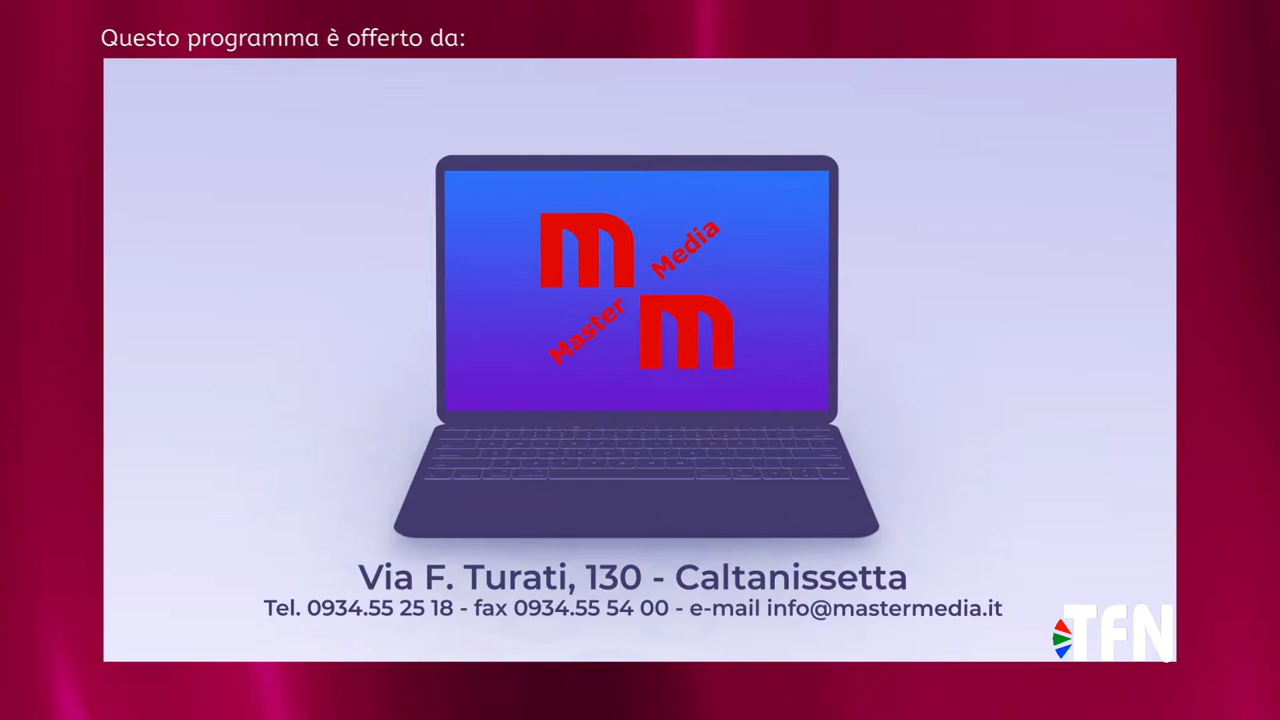 Questo programma è offerto da:
m
Media
Master
m
Via F. Turati, 130 - Caltanissetta
Tel. 0934.55 25 18 - fax 0934.55 54 00 - e-mail info@mastermedia.it
TFN